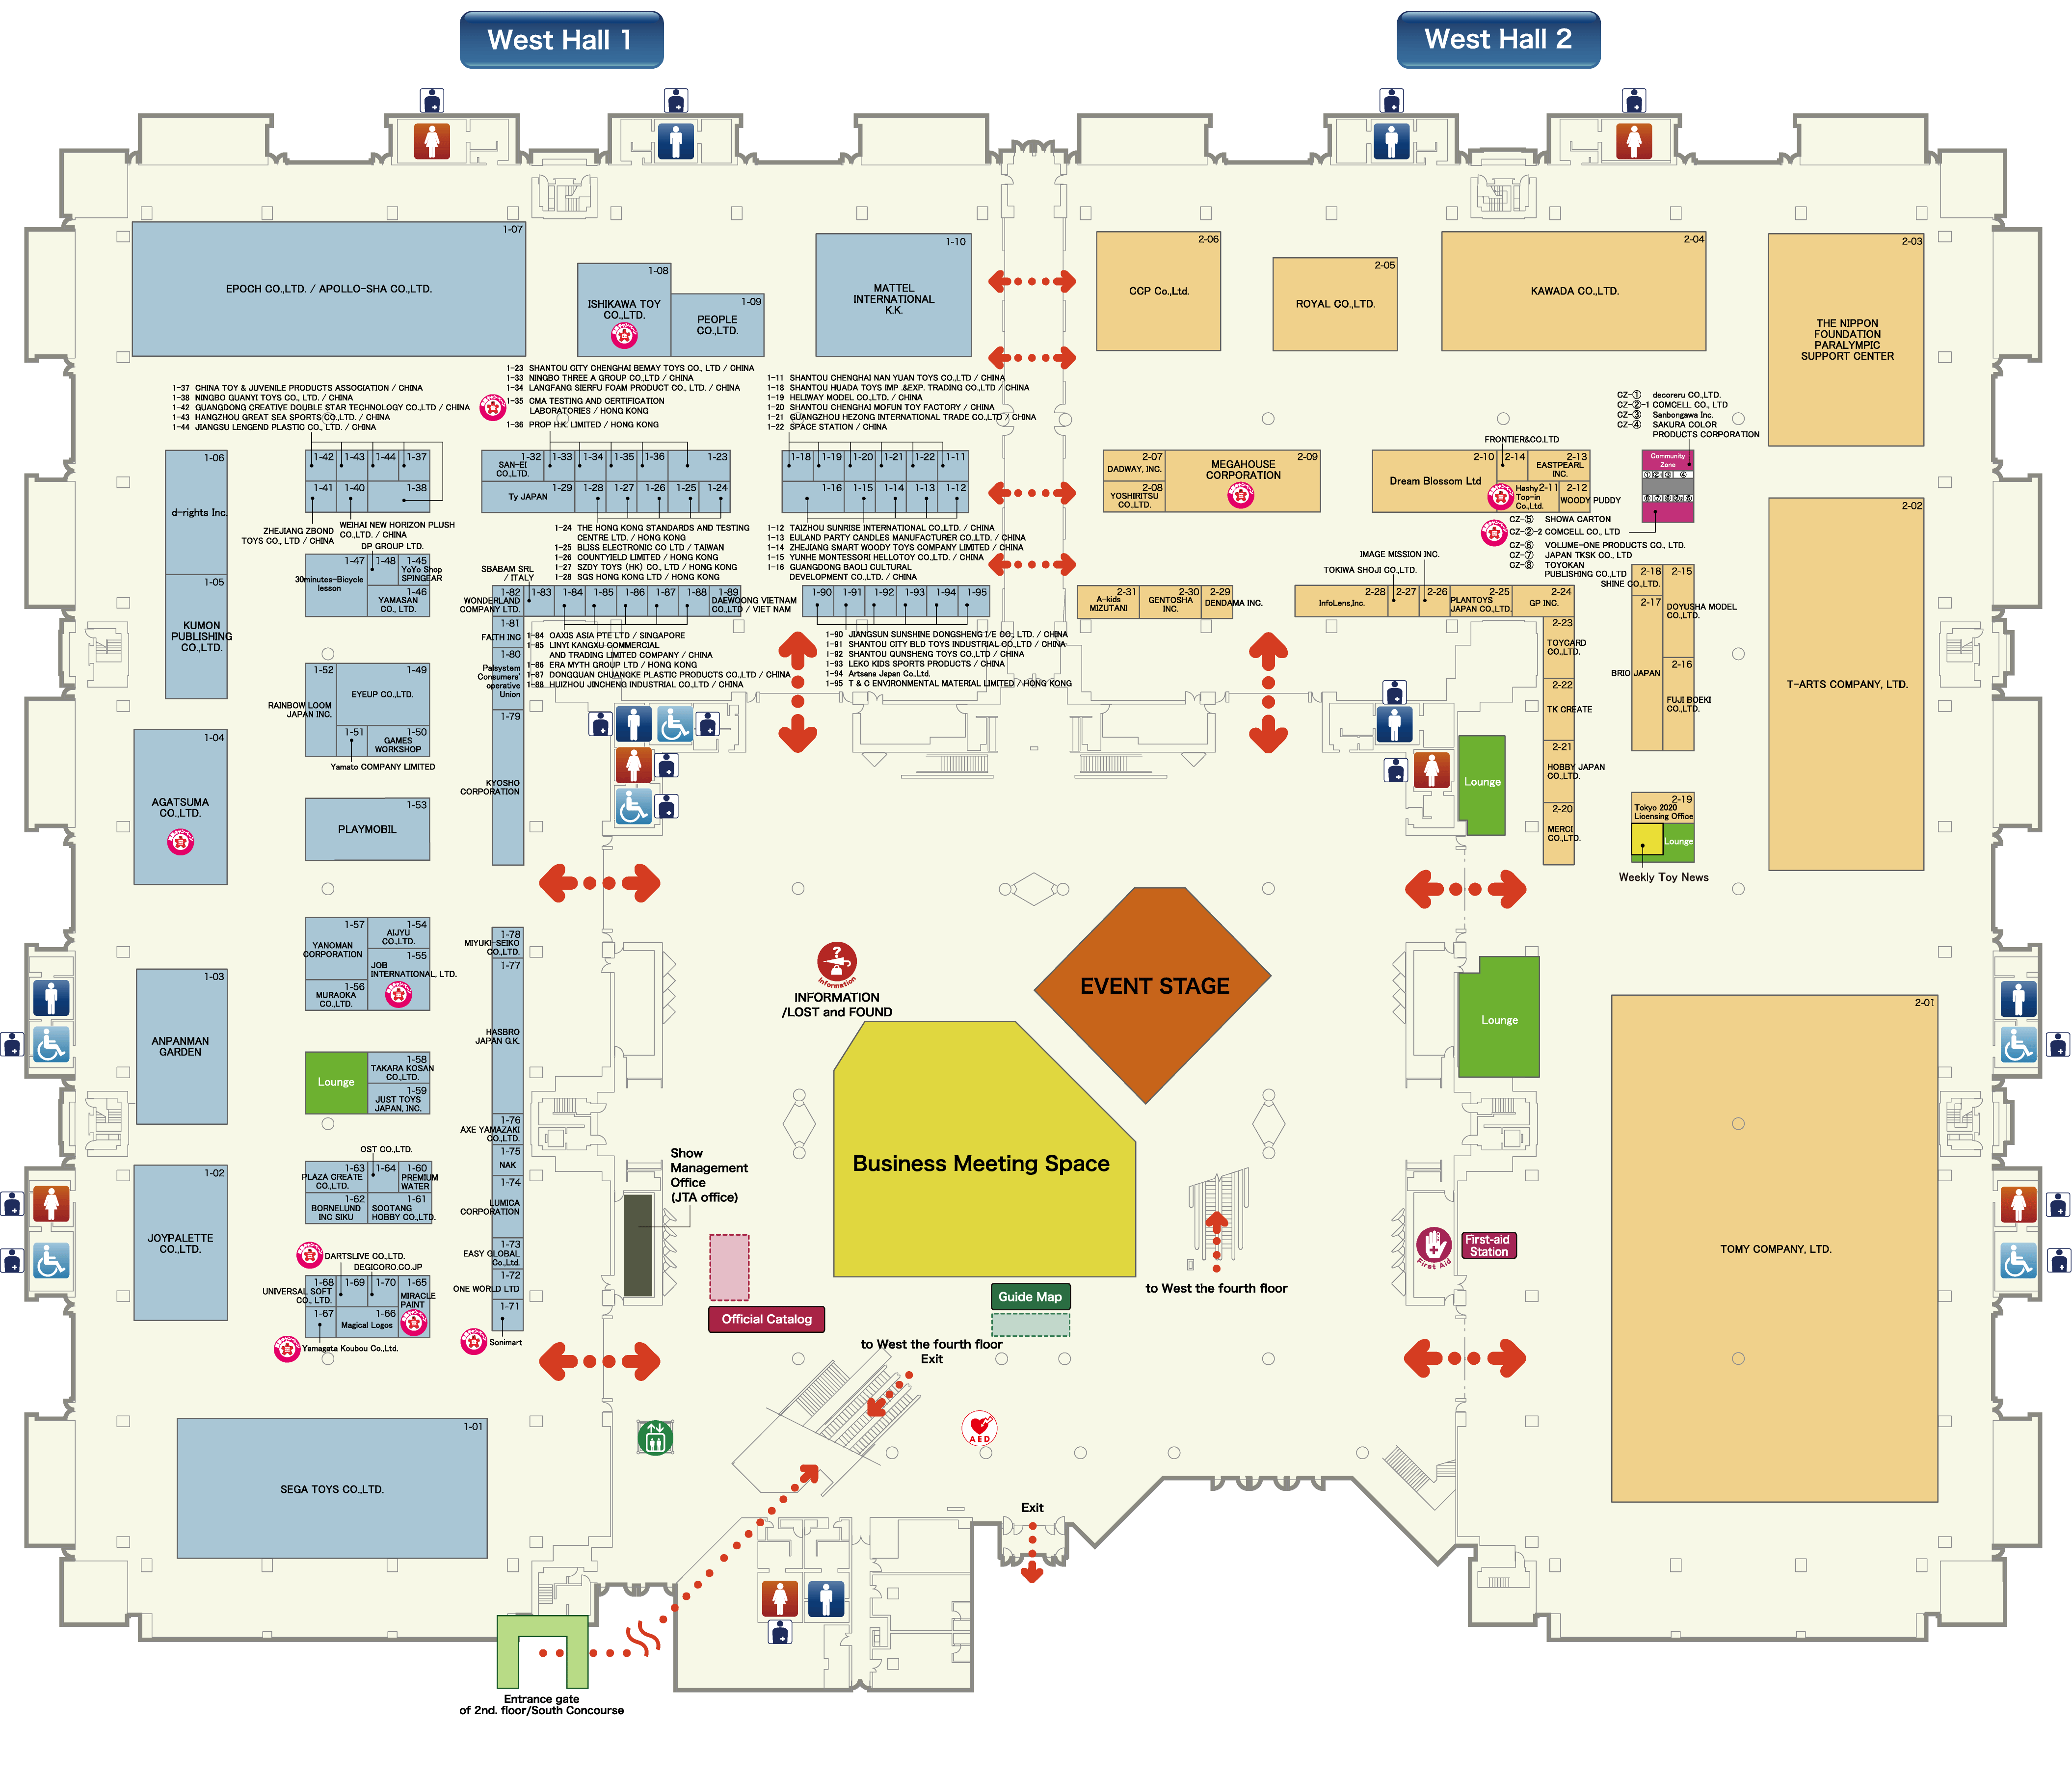 West Hall 1
West Hall 2
1-07
EPOCH CO.,LTD. / APOLLO-SHA CO.,LTD.
1-08
ISHIKAWA TOY
CO.,LTD.
1-09
PEOPLE
CO.,LTD.
1-10
MATTEL
INTERNATIONAL
K.K.
2-06
CCP Co.,Ltd.
2-05
ROYAL CO.,LTD.
2-04
KAWADA CO.,LTD.
2-03
THE NIPPON
FOUNDATION
PARALYMPIC
SUPPORT CENTER
1-37 CHINA TOY & JUVENILE PRODUCTS ASSOCIATION / CHINA
1-38 NINGBO GUANYI TOYS CO., LTD. / CHINA
1-42 GUANGDONG CREATIVE DOUBLE STAR TECHNOLOGY CO.,LTD / CHINA
1-43 HANGZHOU GREAT SEA SPORTS CO.,LTD. / CHINA
1-44 JIANGSU LENGEND PLASTIC CO., LTD. / CHINA
1-23 SHANTOU CITY CHENGHAI BEMAY TOYS CO., LTD / CHINA
1-33 NINGBO THREE A GROUP CO.,LTD / CHINA
1-34 LANGFANG SIERFU FOAM PRODUCT CO., LTD. / CHINA
1-35 CMA TESTING AND CERTIFICATION
LABORATORIES / HONG KONG
1-36 PROP H.K. LIMITED / HONG KONG
1-11 SHANTOU CHENGHAI NAN YUAN TOYS CO.,LTD / CHINA
1-18 SHANTOU HUADA TOYS IMP .&EXP. TRADING CO.,LTD / CHINA
1-19 HELIWAY MODEL CO.,LTD. / CHINA
1-20 SHANTOU CHENGHAI MOFUN TOY FACTORY / CHINA
1-21 GUANGZHOU HEZONG INTERNATIONAL TRADE CO.,LTD / CHINA
1-22 SPACE STATION / CHINA
CZ-① decoreru CO.,LTD.
CZ-②-1 COMCELL CO., LTD
CZ-③ Sanbongawa Inc.
CZ-④ SAKURA COLOR
PRODUCTS CORPORATION
1-06
d-rights Inc.
1-05
KUMON
PUBLISHING
CO.,LTD.
1-42 1-43 1-44 1-37
1-41 1-40 1-38
ZHEJIANG ZBOND
TOYS CO., LTD / CHINA
WEIHAI NEW HORIZON PLUSH
CO.,LTD. / CHINA
1-32 1-33 1-34 1-35 1-36 1-23
SAN-EI
CO.,LTD.
Ty JAPAN
1-29 1-28 1-27 1-26 1-25 1-24
1-18 1-19 1-20 1-21 1-22 1-11
1-16 1-15 1-14 1-13 1-12
2-07
DADWAY, INC.
2-08
YOSHIRITSU
CO.,LTD.
2-09
MEGAHOUSE
CORPORATION
FRONTIER&CO.LTD
2-10
Dream Blossom Ltd
2-14
2-13
EASTPEARL
INC.
Hashy
Top-in
Co.,Ltd.
2-11
2-12
WOODY PUDDY
Community
Zone
CZ-⑤ SHOWA CARTON
CZ-②-2 COMCELL CO., LTD
CZ-⑥ VOLUME-ONE PRODUCTS CO., LTD.
CZ-⑦ JAPAN TKSK CO., LTD
CZ-⑧ TOYOKAN
PUBLISHING CO.,LTD
2-02
T-ARTS COMPANY, LTD.
1-24 THE HONG KONG STANDARDS AND TESTING
CENTRE LTD. / HONG KONG
1-25 BLISS ELECTRONIC CO LTD / TAIWAN
1-26 COUNTYIELD LIMITED / HONG KONG
1-27 SZDY TOYS (HK) CO., LTD / HONG KONG
1-28 SGS HONG KONG LTD / HONG KONG
1-12 TAIZHOU SUNRISE INTERNATIONAL CO.,LTD. / CHINA
1-13 EULAND PARTY CANDLES MANUFACTURER CO.,LTD. / CHINA
1-14 ZHEJIANG SMART WOODY TOYS COMPANY LIMITED / CHINA
1-15 YUNHE MONTESSORI HELLOTOY CO., LTD. / CHINA
1-16 GUANGDONG BAOLI CULTURAL
DEVELOPMENT CO.,LTD. / CHINA
DP GROUP LTD.
1-47
30minutes-Bicycle
lesson
1-48
1-45
YoYo Shop
SPINGEAR
1-46
YAMASAN
CO., LTD.
SBABAM SRL
/ ITALY
1-82
WONDERLAND
COMPANY LTD.
1-83 1-84 1-85 1-86 1-87 1-88 1-89
DAEWOONG VIETNAM
CO.,LTD / VIET NAM
1-90 1-91 1-92 1-93 1-94 1-95
1-81
FAITH INC
1-80
Palsystem
Consumers'
operative
Union
1-79
KYOSHO
CORPORATION
1-84 OAXIS ASIA PTE LTD / SINGAPORE
1-85 LINYI KANGXU COMMERCIAL
AND TRADING LIMITED COMPANY / CHINA
1-86 ERA MYTH GROUP LTD / HONG KONG
1-87 DONGGUAN CHUANGKE PLASTIC PRODUCTS CO.,LTD / CHINA
1-88 HUIZHOU JINCHENG INDUSTRIAL CO.,LTD / CHINA
1-90 JIANGSUN SUNSHINE DONGSHENG I/E CO., LTD. / CHINA
1-91 SHANTOU CITY BLD TOYS INDUSTRIAL CO.,LTD / CHINA
1-92 SHANTOU QUNSHENG TOYS CO.,LTD / CHINA
1-93 LEKO KIDS SPORTS PRODUCTS / CHINA
1-94 Artsana Japan Co.,Ltd.
1-95 T & C ENVIRONMENTAL MATERIAL LIMITED / HONG KONG
2-31
A-kids
MIZUTANI
2-30
GENTOSHA
INC.
2-29
DENDAMA INC.
IMAGE MISSION INC.
TOKIWA SHOJI CO.,LTD.
2-28
InfoLens,Inc.
2-27
2-26
2-25
PLANTOYS
JAPAN CO.,LTD.
2-24
GP INC.
2-23
TOYCARD
CO.,LTD.
2-22
TK CREATE
2-21
HOBBY JAPAN
CO.,LTD.
2-20
MERCI
CO.,LTD.
2-18
SHINE CO.,LTD.
2-15
DOYUSHA MODEL
CO.,LTD.
2-17
BRIO JAPAN
2-16
FUJI BOEKI
CO.,LTD.
2-19
Tokyo 2020
Licensing Office
Lounge
Weekly Toy News
Lounge
1-52
RAINBOW LOOM
JAPAN INC.
1-49
EYEUP CO.,LTD.
1-51
1-50
GAMES
WORKSHOP
Yamato COMPANY LIMITED
1-04
AGATSUMA
CO.,LTD.
1-53
PLAYMOBIL
1-57
YANOMAN
CORPORATION
1-54
AIJYU
CO.,LTD.
1-55
JOB
INTERNATIONAL, LTD.
1-56
MURAOKA
CO.,LTD.
1-78
MIYUKI-SEIKO
CO.,LTD.
1-77
HASBRO
JAPAN G.K.
1-03
ANPANMAN
GARDEN
Lounge
1-58
TAKARA KOSAN
CO.,LTD.
1-59
JUST TOYS
JAPAN, INC.
1-76
AXE YAMAZAKI
CO.,LTD.
1-75
NAK
1-74
LUMICA
CORPORATION
1-73
EASY GLOBAL
Co.,Ltd.
1-72
ONE WORLD LTD
1-71
Sonimart
Information
INFORMATION
/LOST and FOUND
EVENT STAGE
Business Meeting Space
Lounge
2-01
TOMY COMPANY, LTD.
1-02
JOYPALETTE
CO.,LTD.
OST CO.,LTD.
1-63
PLAZA CREATE
CO.,LTD.
1-64
1-60
PREMIUM
WATER
1-62
BORNELUND
INC SIKU
1-61
SOOTANG
HOBBY CO.,LTD.
DARTSLIVE CO.,LTD.
DEGICORO.CO.JP
1-68
UNIVERSAL SOFT
CO., LTD.
1-69
1-70
1-65
MIRACLE
PAINT
1-67
1-66
Magical Logos
Yamagata Koubou Co.,Ltd.
Show
Management
Office
(JTA office)
Official Catalog
Guide Map
to West the fourth floor
First Aid
First-aid
Station
to West the fourth floor
Exit
AED
1-01
SEGA TOYS CO.,LTD.
Exit
Entrance gate
of 2nd. floor/South Concourse